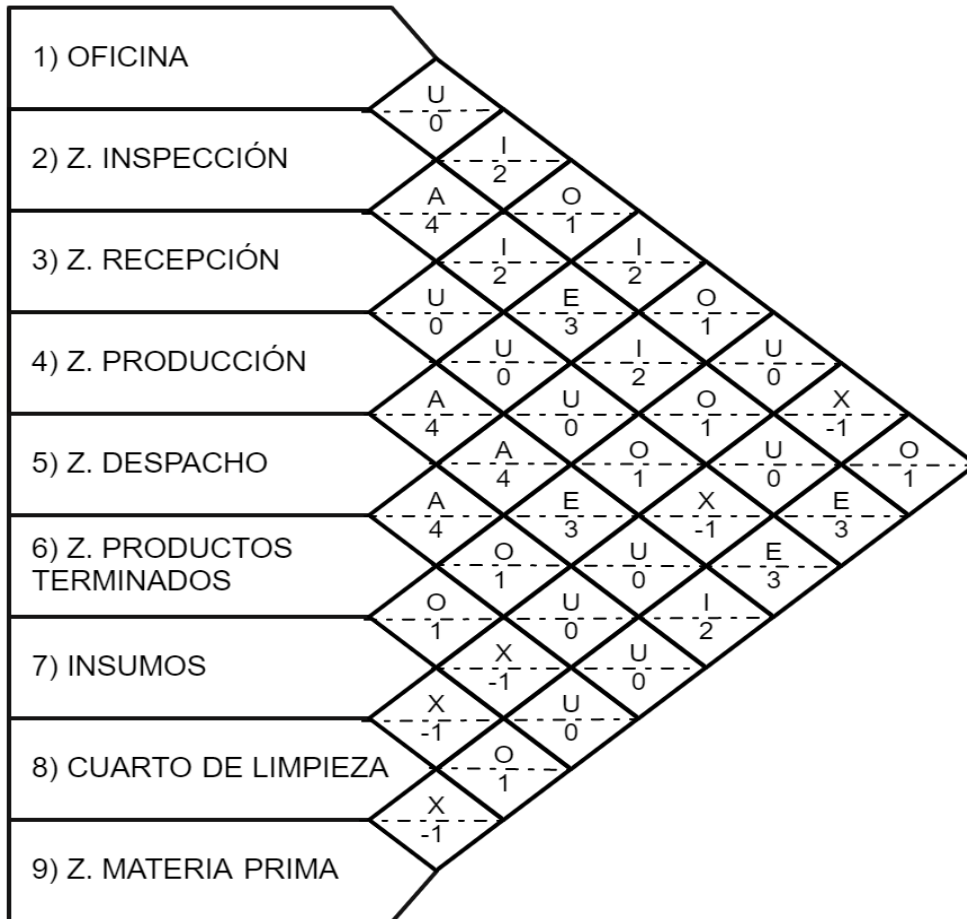 1) OFICINA
U
0
2) Z. INSPECCIÓN
I
2
A
4
O
1
3) Z. RECEPCIÓN
I
2
I
2
U
0
E
3
O
1
4) Z. PRODUCCIÓN
U
0
I
2
U
0
A
4
U
0
O
1
X
-1
5) Z. DESPACHO
A
4
O
1
U
0
O
1
A
4
E
3
X
-1
E
3
6) Z. PRODUCTOS
TERMINADOS
O
1
U
0
E
3
O
1
U
0
I
2
7) INSUMOS
X
-1
U
0
X
-1
U
0
8) CUARTO DE LIMPIEZA
O
1
X
-1
9) Z. MATERIA PRIMA